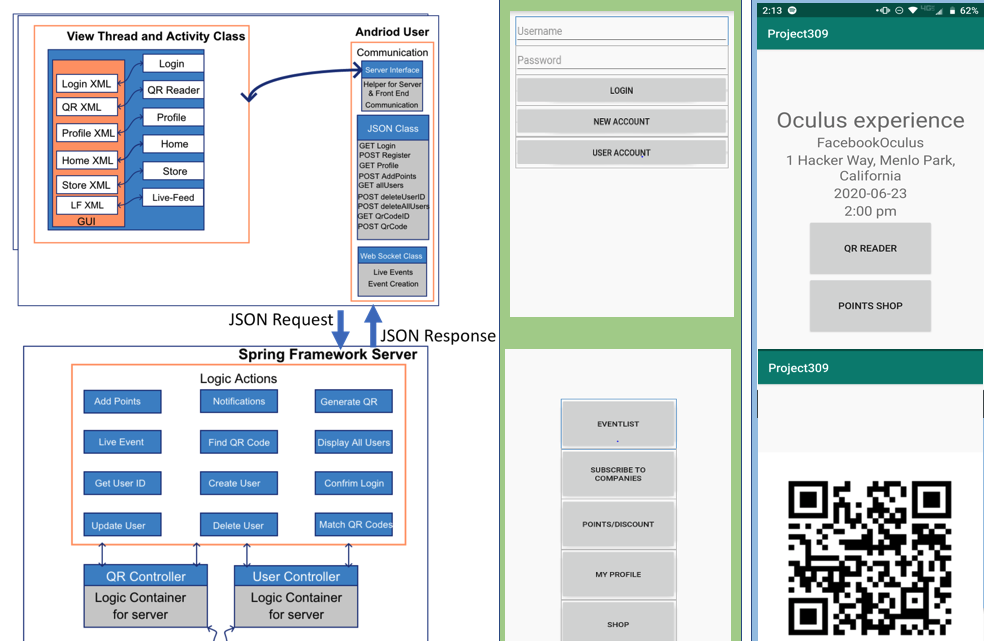 View Thread and Activity Class
Login XML
QR XML
Profile XML
Home XML
Store XML
LF XML
GUI
Login
QR Reader
Profile
Home
Store
Live-Feed
Andriod User
Communication
Server Interface
Helper for Server
& Front End
Communication
JSON Class
GET Login
POST Register
GET Profile
POST AddPoints
GET allUsers
POST deleteUserID
POST deleteAllUsers
GET QrCodeID
POST QrCode
Web Socket Class
Live Events
Event Creation
JSON Request
JSON Response
Spring Framework Server
Logic Actions
Add Points
Notifications
Generate QR
Live Event
Find QR Code
Display All Users
Get User ID
Create User
Confrim Login
Update User
Delete User
Match QR Codes
QR Controller
Logic Container
for server
User Controller
Logic Container
for server
Username
Password
LOGIN
NEW ACCOUNT
USER ACCOUNT
EVENTLIST
SUBSCRIBE TO
COMPANIES
POINTS/DISCOUNT
MY PROFILE
SHOP
2:13
62%
Project309
Oculus experience
FacebookOculus
1 Hacker Way, Menlo Park,
California
2020-06-23
2:00 pm
QR READER
POINTS SHOP
Project309